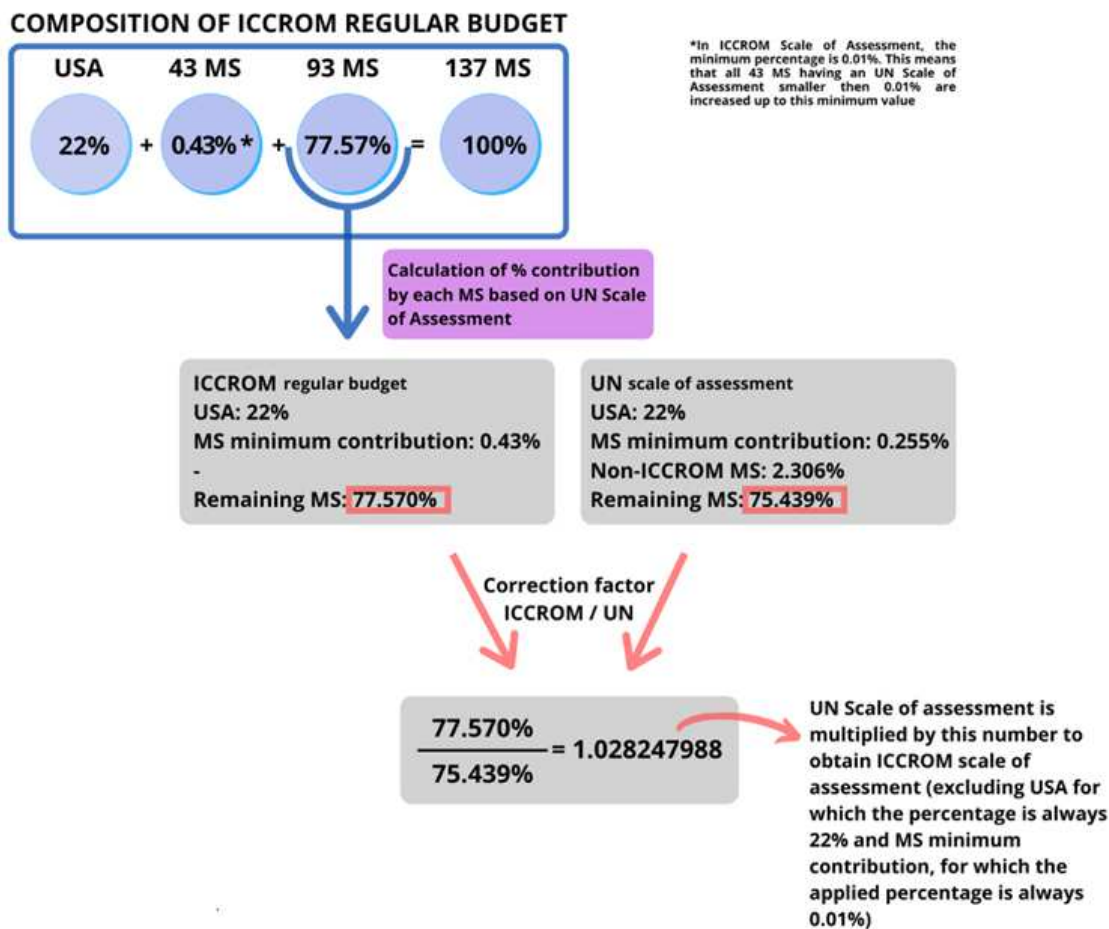 COMPOSITION OF ICCROM REGULAR BUDGET
USA 43 MS 93 MS 137 MS
22% + 0.43% * + 77.57% = 100%
*In ICCROM Scale of Assessment, the
minimum percentage is 0.01%. This means
that all 43 MS having an UN Scale of
Assessment smaller then 0.01% are
increased up to this minimum value
Calculation of % contribution
by each MS based on UN Scale
of Assessment
ICCROM regular budget
USA: 22%
MS minimum contribution: 0.43%
-
Remaining MS: 77.570%
UN scale of assessment
USA: 22%
MS minimum contribution: 0.255%
Non-ICCROM MS: 2.306%
Remaining MS: 75.439%
Correction factor
ICCROM / UN
77.570%
75.439%
= 1.028247988
UN Scale of assessment is
multiplied by this number to
obtain ICCROM scale of
assessment (excluding USA for
which the percentage is always
22% and MS minimum
contribution, for which the
applied percentage is always
0.01%)